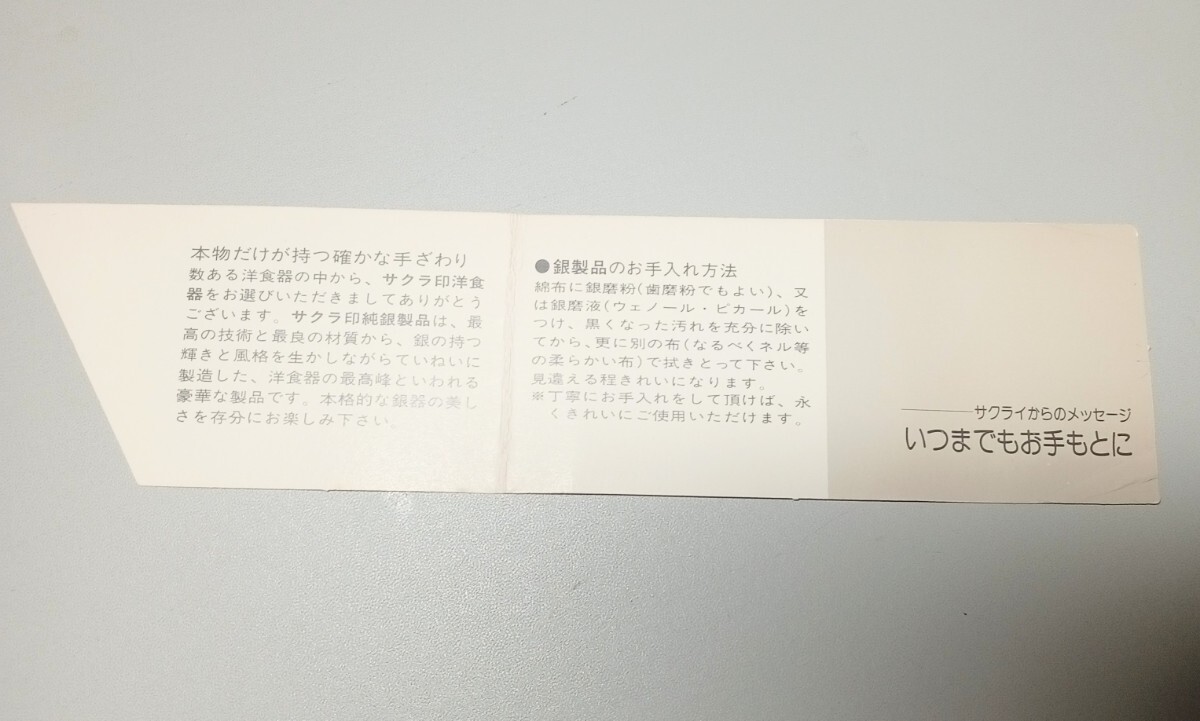 本物だけが持つ確かな手ざわり
数ある洋食器の中から、サクラ印洋食
器をお選びいただきましてありがとう
ございます。サクラ印純銀製品は、最
高の技術と最良の材質から、銀の持つ
輝きと風格を生かしながらていねいに
製造した、洋食器の最高峰といわれる
豪華な製品です。本格的な銀器の美し
さを存分にお楽しみ下さい。
●銀製品のお手入れ方法
綿布に銀磨粉(歯磨粉でもよい)、又
は銀磨液(ウェノール・ピカール)を
つけ、黒くなった汚れを充分に除い
てから、更に別の布(なるべくネル等
の柔らかい布)で拭きとって下さい。
見違える程きれいになります。
※丁寧にお手入れをして頂けば、永
くきれいにご使用いただけます。
サクライからのメッセージ
いつまでもお手もとに